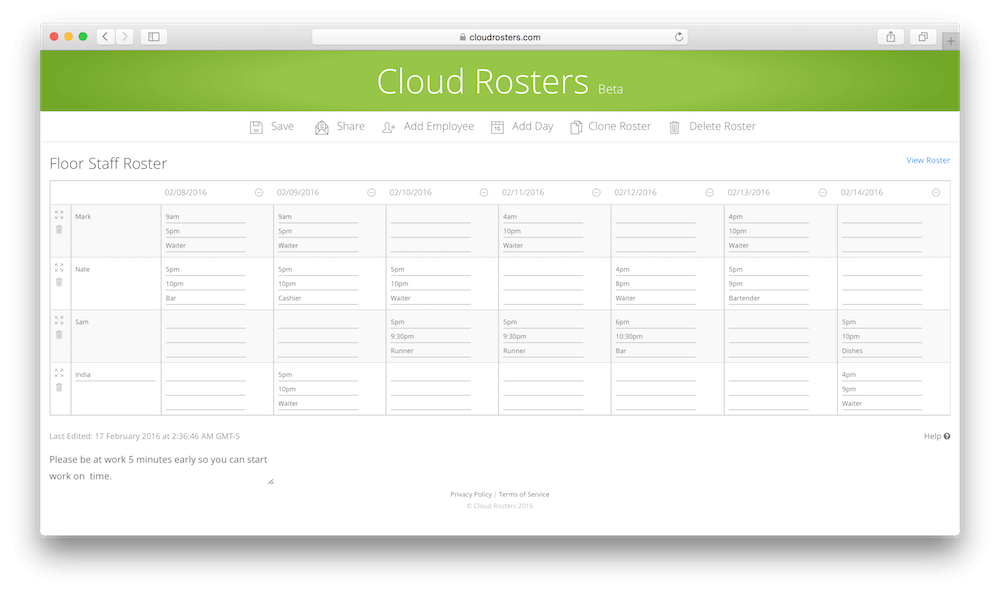 cloudrosters.com
Cloud Rosters Beta
Save Share Add Employee Add Day Clone Roster Delete Roster
Floor Staff Roster
View Roster
02/08/2016 02/09/2016 02/10/2016 02/11/2016 02/12/2016 02/13/2016 02/14/2016
Mark 9am 9am 4am 4pm
5pm 5pm 10pm 10pm
Waiter Waiter Waiter Waiter
Nate 5pm 5pm 5pm 4pm 5pm
10pm 10pm 10pm 8pm 9pm
Bar Cashier Waiter Waiter Bartender
Sam 5pm 5pm 6pm 5pm
9:30pm 9:30pm 10:30pm 10pm
Runner Runner Bar Dishes
India 5pm 4pm
10pm 9pm
Waiter Waiter
Last Edited: 17 February 2016 at 2:36:46 AM GMT-5
Help
Please be at work 5 minutes early so you can start
work on  time.
Privacy Policy | Terms of Service
© Cloud Rosters 2016